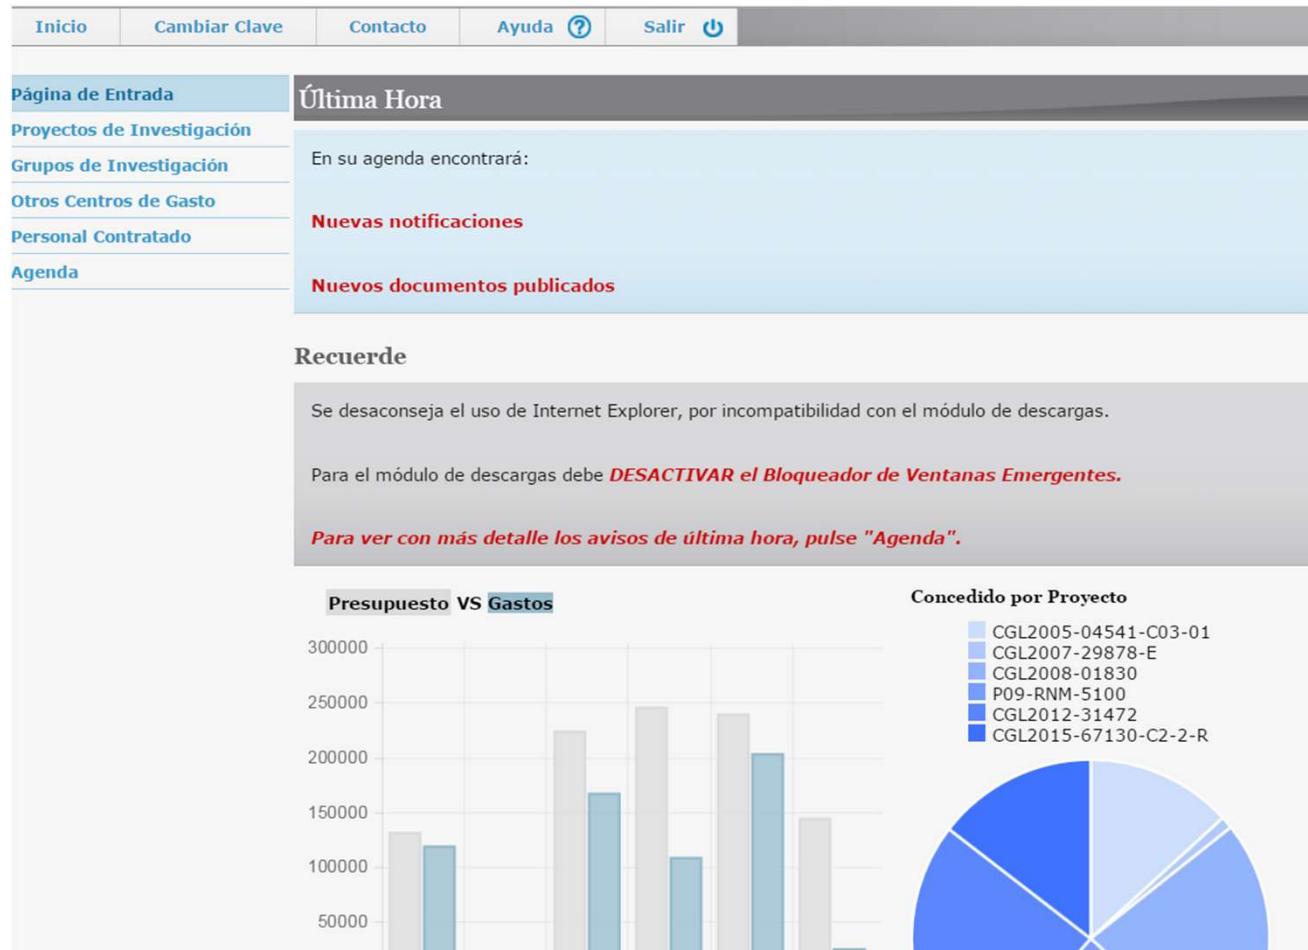 Inicio
Cambiar Clave
Contacto
Ayuda ?
Salir
Página de Entrada
Proyectos de Investigación
Grupos de Investigación
Otros Centros de Gasto
Personal Contratado
Agenda
Última Hora
En su agenda encontrará:
Nuevas notificaciones
Nuevos documentos publicados
Recuerde
Se desaconseja el uso de Internet Explorer, por incompatibilidad con el módulo de descargas.
Para el módulo de descargas debe DESACTIVAR el Bloqueador de Ventanas Emergentes.
Para ver con más detalle los avisos de última hora, pulse "Agenda".
Presupuesto VS Gastos
300000
250000
200000
150000
100000
50000
Concedido por Proyecto
CGL2005-04541-C03-01
CGL2007-29878-E
CGL2008-01830
P09-RNM-5100
CGL2012-31472
CGL2015-67130-C2-2-R